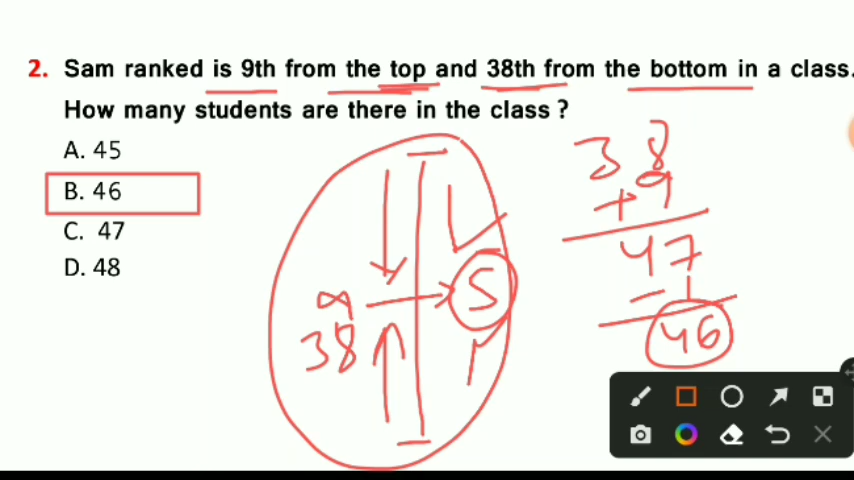 2. Sam ranked is 9th from the top and 38th from the bottom in a class.
How many students are there in the class ?
A. 45
B. 46
C. 47
D. 48
38
S
38
+9
47
-1
46